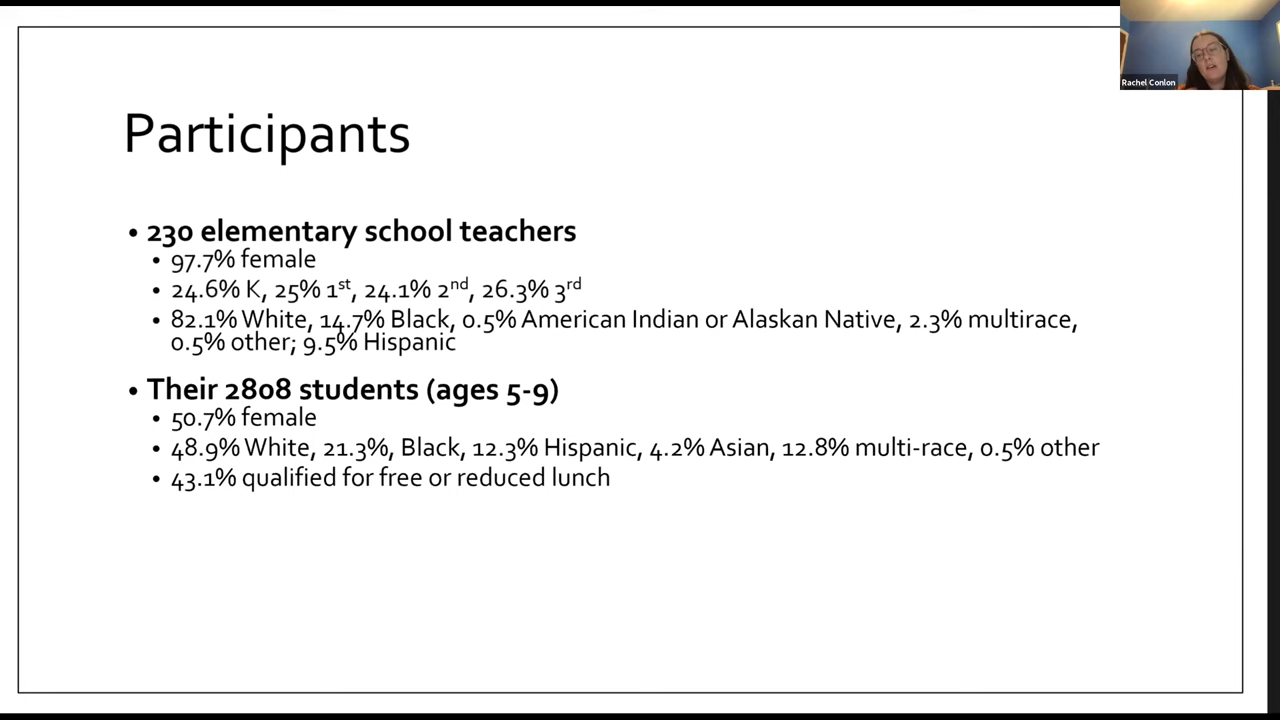 Rachel Conlon
Participants
• 230 elementary school teachers
• 97.7% female
• 24.6% K, 25% 1st, 24.1% 2nd, 26.3% 3rd
• 82.1% White, 14.7% Black, 0.5% American Indian or Alaskan Native, 2.3% multirace,
0.5% other; 9.5% Hispanic
• Their 2808 students (ages 5-9)
• 50.7% female
• 48.9% White, 21.3%, Black, 12.3% Hispanic, 4.2% Asian, 12.8% multi-race, 0.5% other
• 43.1% qualified for free or reduced lunch